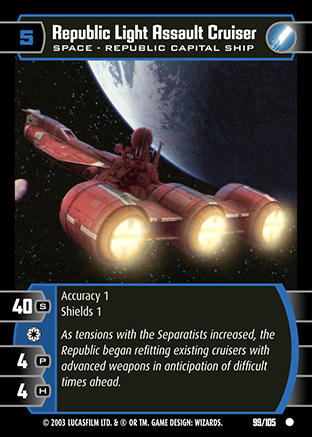 5
Republic Light Assault Cruiser
SPACE - REPUBLIC CAPITAL SHIP
40 S
Accuracy 1
Shields 1
4 P
4 H
As tensions with the Separatists increased, the
Republic began refitting existing cruisers with
advanced weapons in anticipation of difficult
times ahead.
© 2003 LUCASFILM LTD. & ® OR TM. GAME DESIGN: WIZARDS.
99/105